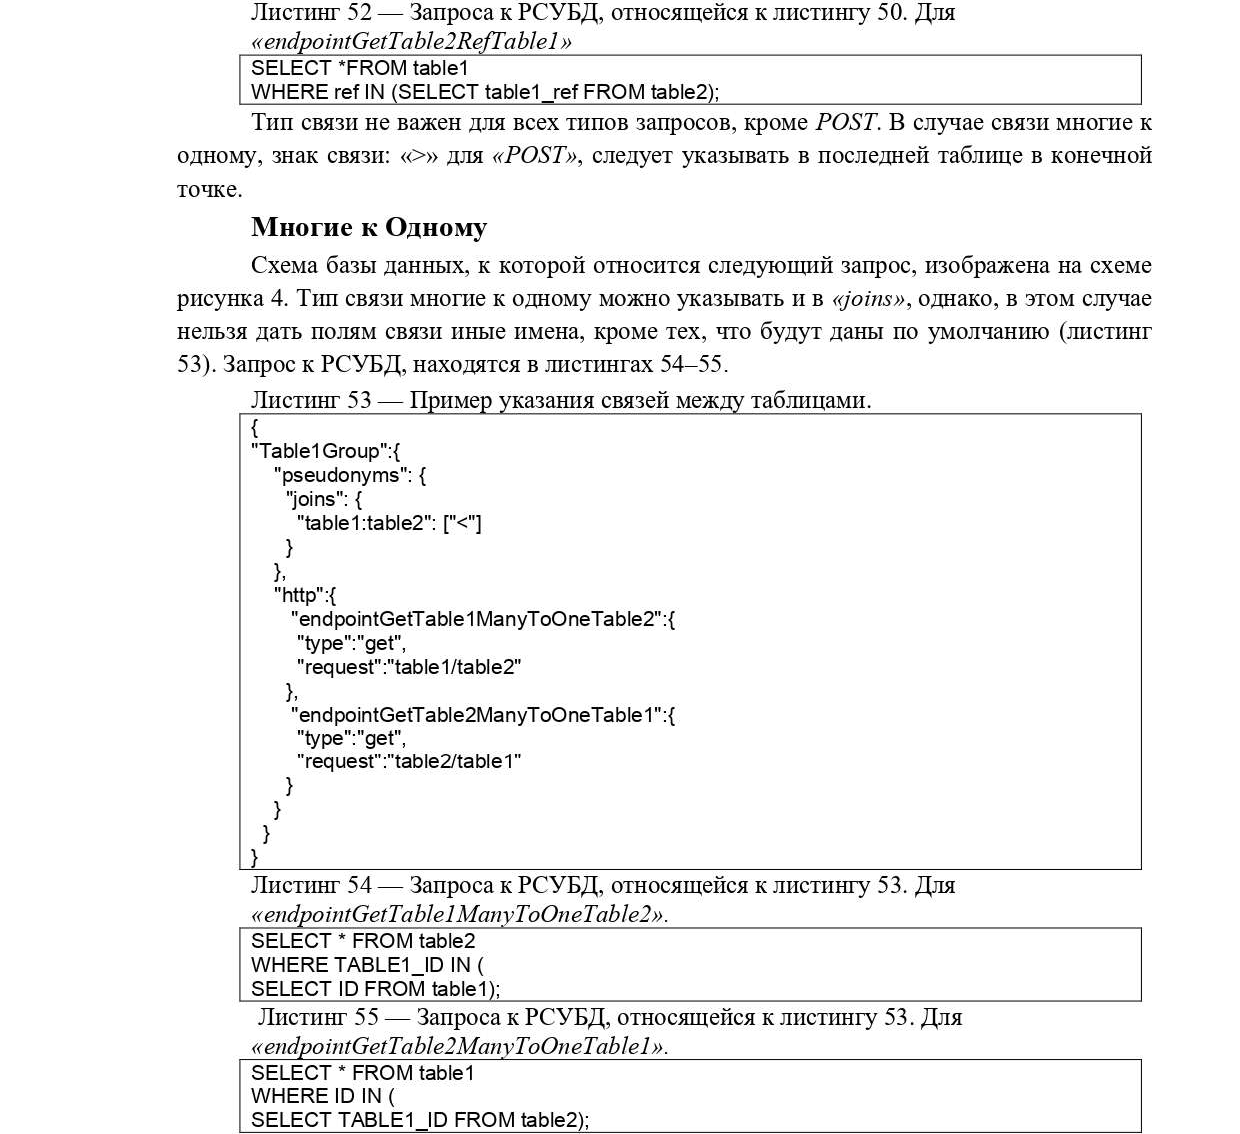 Листинг 52 — Запроса к РСУБД, относящейся к листингу 50. Для
«endpointGetTable2RefTable1»
SELECT *FROM table1
WHERE ref IN (SELECT table1_ref FROM table2);
Тип связи не важен для всех типов запросов, кроме POST. В случае связи многие к
одному, знак связи: «>» для «POST», следует указывать в последней таблице в конечной
точке.
Многие к Одному
Схема базы данных, к которой относится следующий запрос, изображена на схеме
рисунка 4. Тип связи многие к одному можно указывать и в «joins», однако, в этом случае
нельзя дать полям связи иные имена, кроме тех, что будут даны по умолчанию (листинг
53). Запрос к РСУБД, находятся в листингах 54–55.
Листинг 53 — Пример указания связей между таблицами.
{
"Table1Group":{
"pseudonyms": {
"joins": {
"table1:table2": ["<"]
}
},
"http":{
"endpointGetTable1ManyToOneTable2":{
"type":"get",
"request":"table1/table2"
},
"endpointGetTable2ManyToOneTable1":{
"type":"get",
"request":"table2/table1"
}
}
}
}
Листинг 54 — Запроса к РСУБД, относящейся к листингу 53. Для
«endpointGetTable1ManyToOneTable2».
SELECT * FROM table2
WHERE TABLE1_ID IN (
SELECT ID FROM table1);
Листинг 55 — Запроса к РСУБД, относящейся к листингу 53. Для
«endpointGetTable2ManyToOneTable1».
SELECT * FROM table1
WHERE ID IN (
SELECT TABLE1_ID FROM table2);